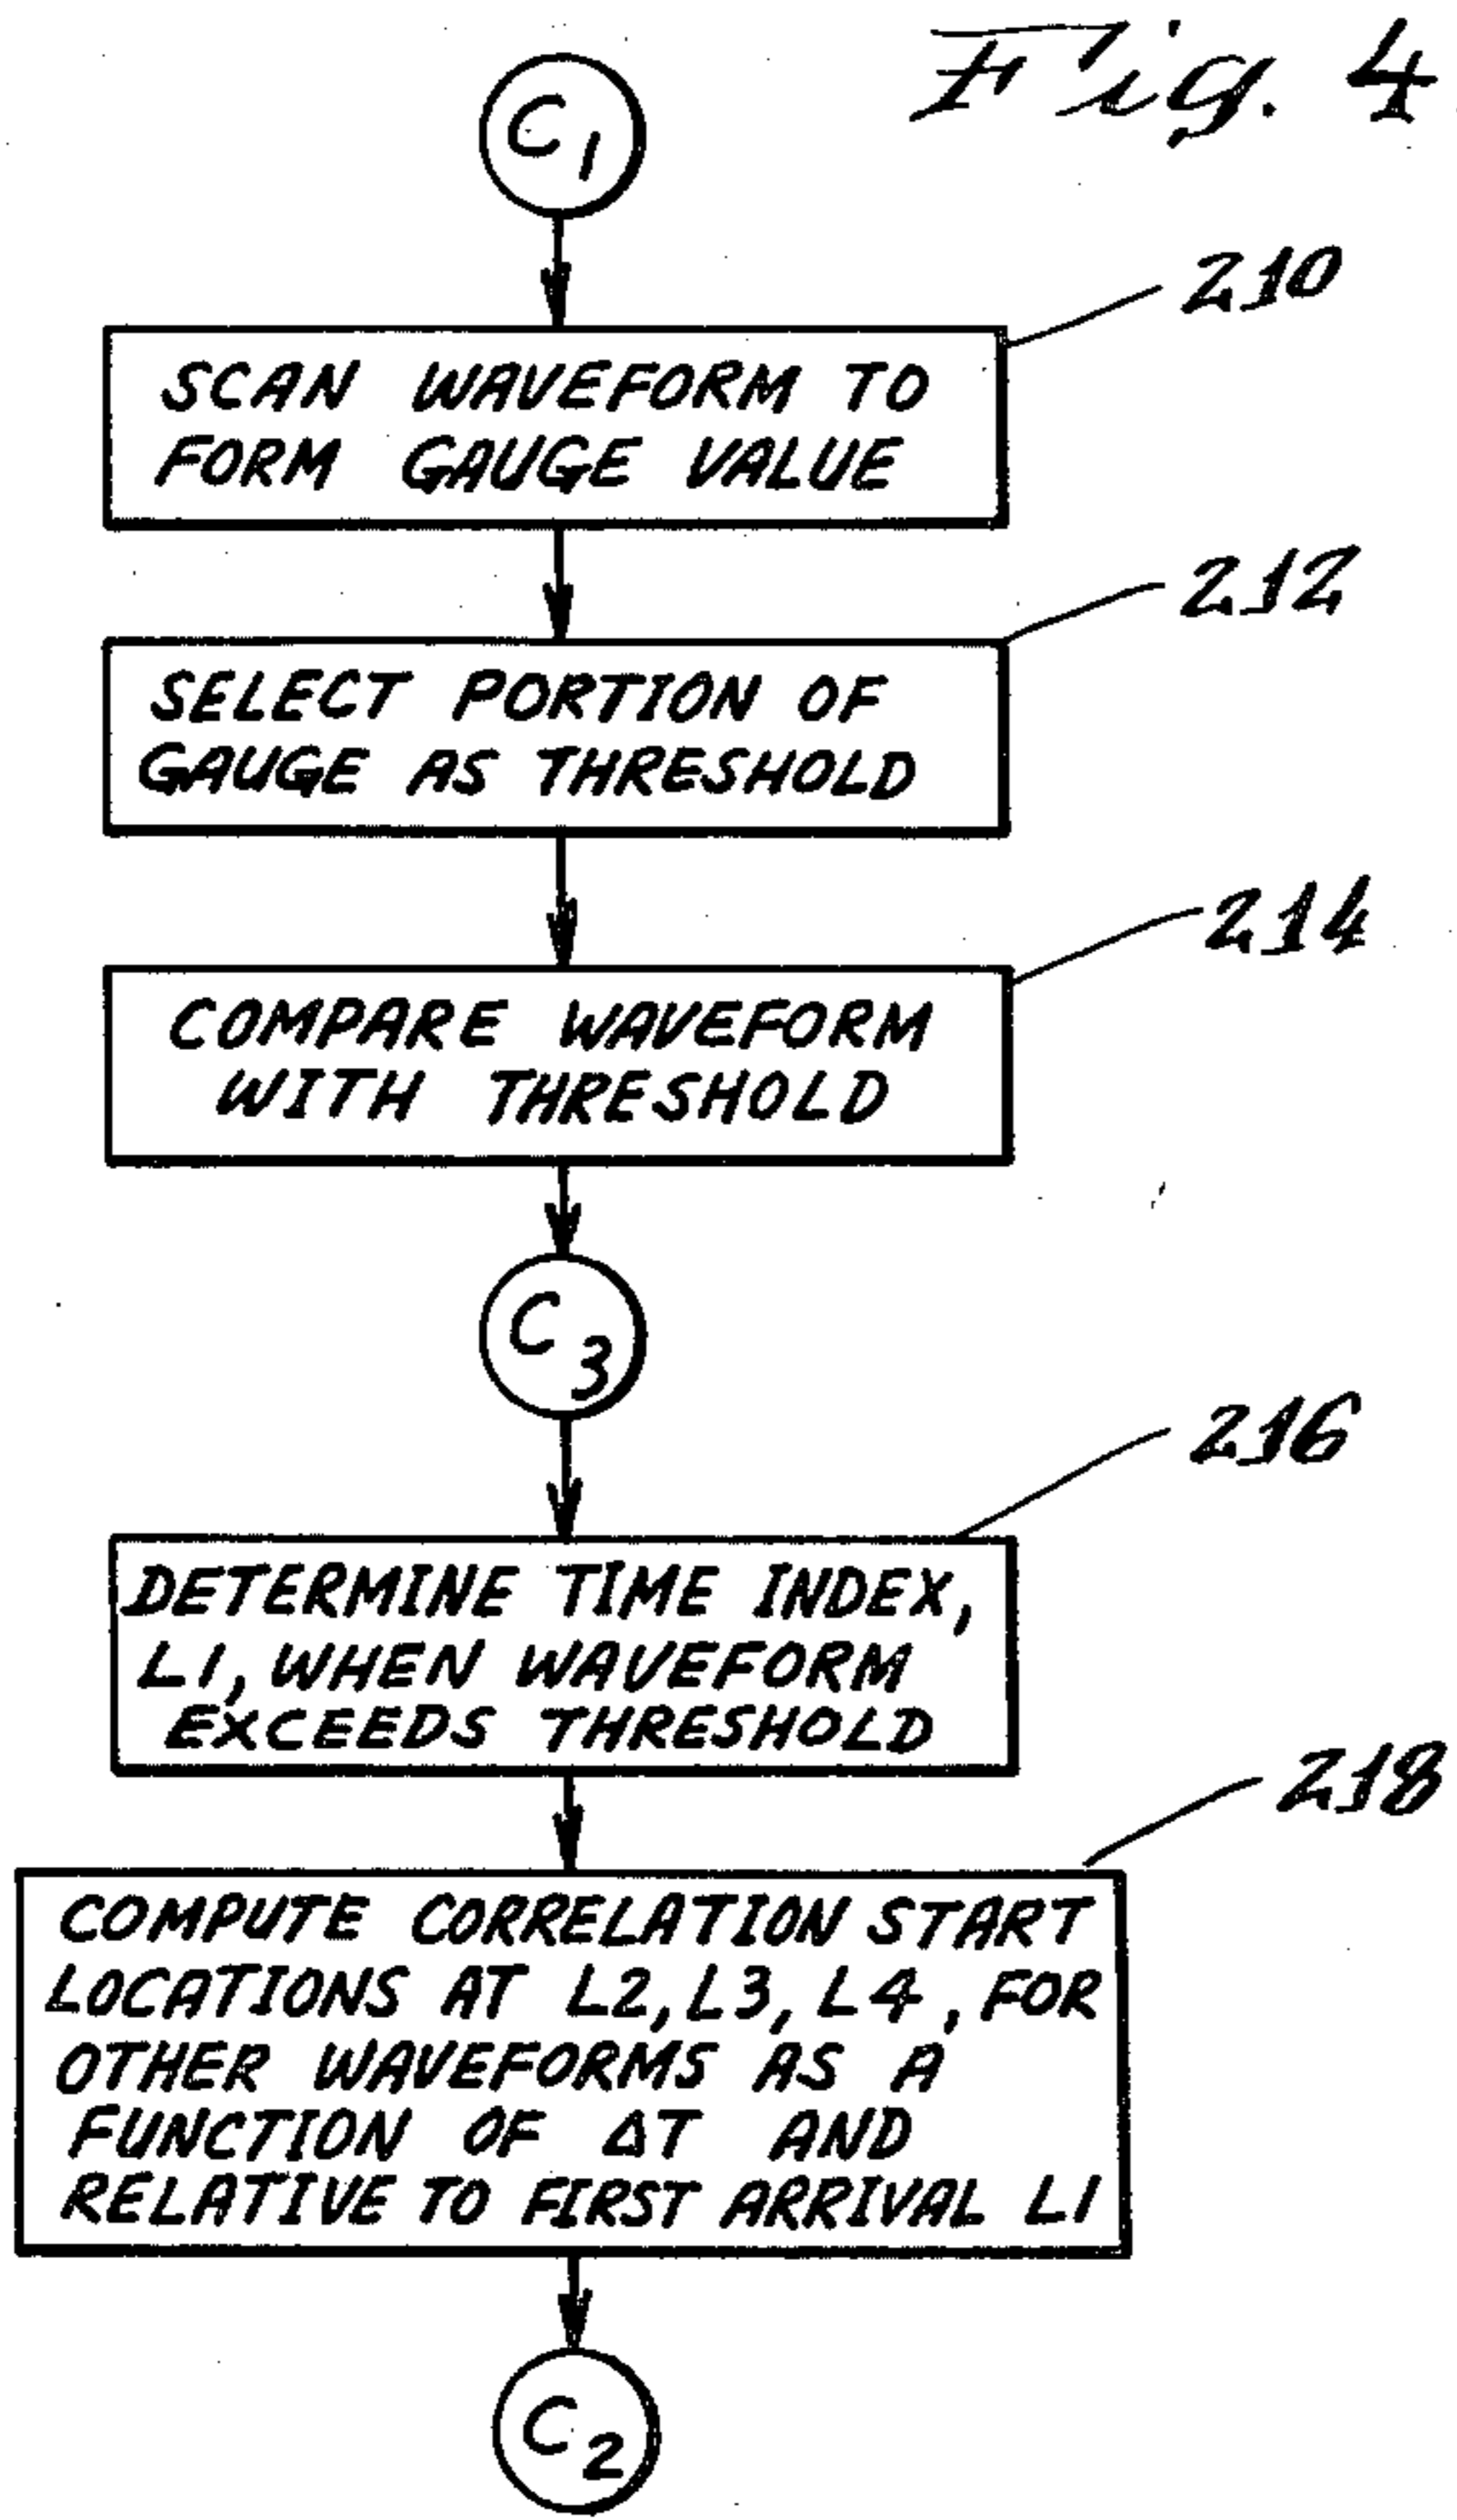 Fig. 4.
C1
210
SCAN WAVEFORM TO
FORM GAUGE VALUE
212
SELECT PORTION OF
GAUGE AS THRESHOLD
214
COMPARE WAVEFORM
WITH THRESHOLD
C3
216
DETERMINE TIME INDEX,
L1, WHEN WAVEFORM
EXCEEDS THRESHOLD
218
COMPUTE CORRELATION START
LOCATIONS AT L2, L3, L4, FOR
OTHER WAVEFORMS AS A
FUNCTION OF ΔT AND
RELATIVE TO FIRST ARRIVAL L1
C2